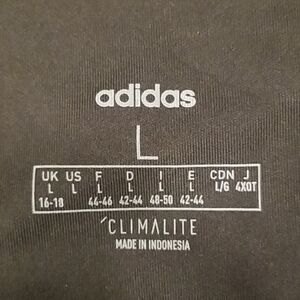 adidas
L
UK US F D I E CDN J
L L L L L L L/G 4XOT
16-18 44-46 42-44 48-50 42-44
CLIMALITE
MADE IN INDONESIA